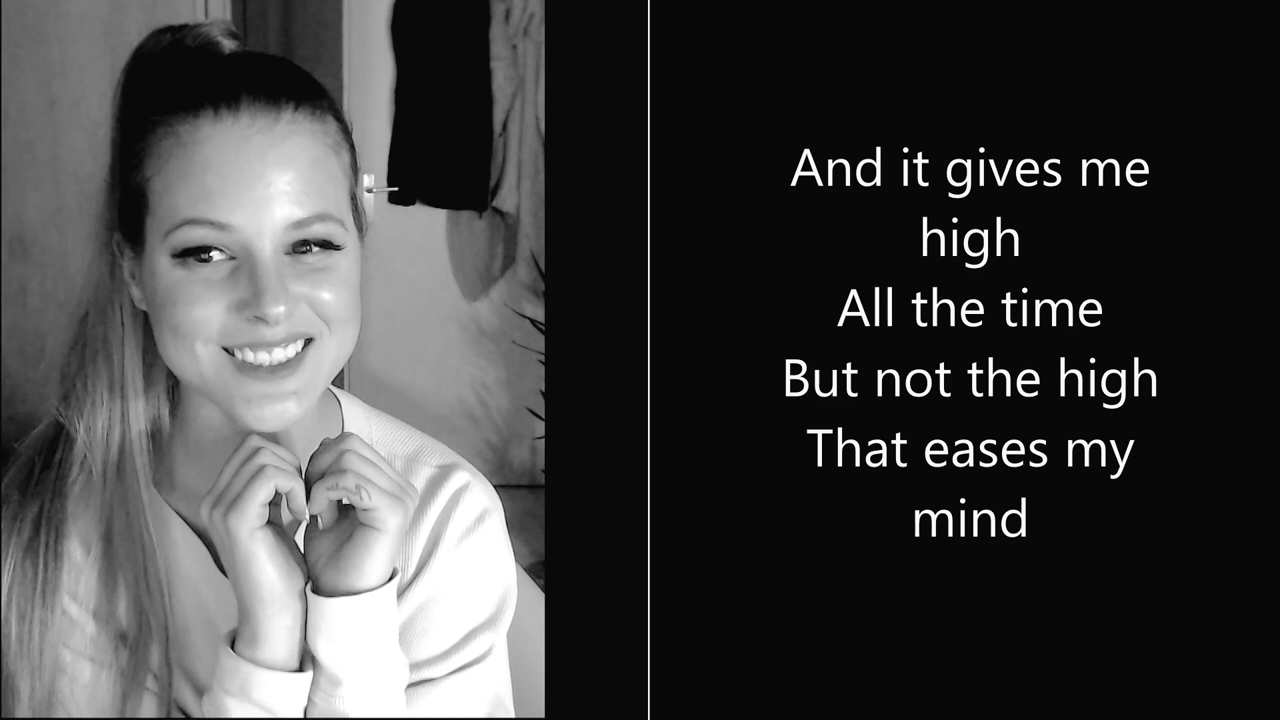 And it gives me
high
All the time
But not the high
That eases my
mind